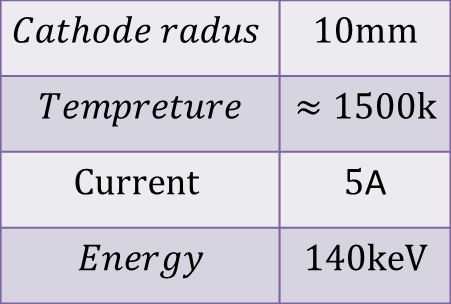 Cathode radus 10mm
Tempreture ≈ 1500k
Current 5A
Energy 140keV